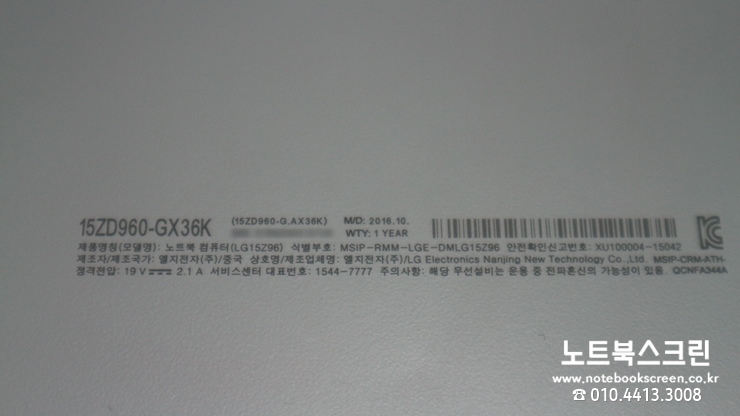 15ZD960-GX36K (15ZD960-G.AX36K) M/D: 2016.10.
WTY: 1 YEAR
제품명칭(모델명): 노트북 컴퓨터(LG15Z96) 식별부호: MSIP-RMM-LGE-DMLG15Z96 안전확인신고번호: XU100004-15042
제조자/제조국가: 엘지전자(주)/중국 상호명/제조업체명: 엘지전자(주)/LG Electronics Nanjing New Technology Co.,Ltd. MSIP-CRM-ATH-
정격전압: 19 V 2.1 A 서비스센터 대표번호: 1544-7777 주의사항: 해당 무선설비는 운용 중 전파혼신의 가능성이 있음. QCNFA344A
노트북스크린
www.notebookscreen.co.kr
☎ 010.4413.3008